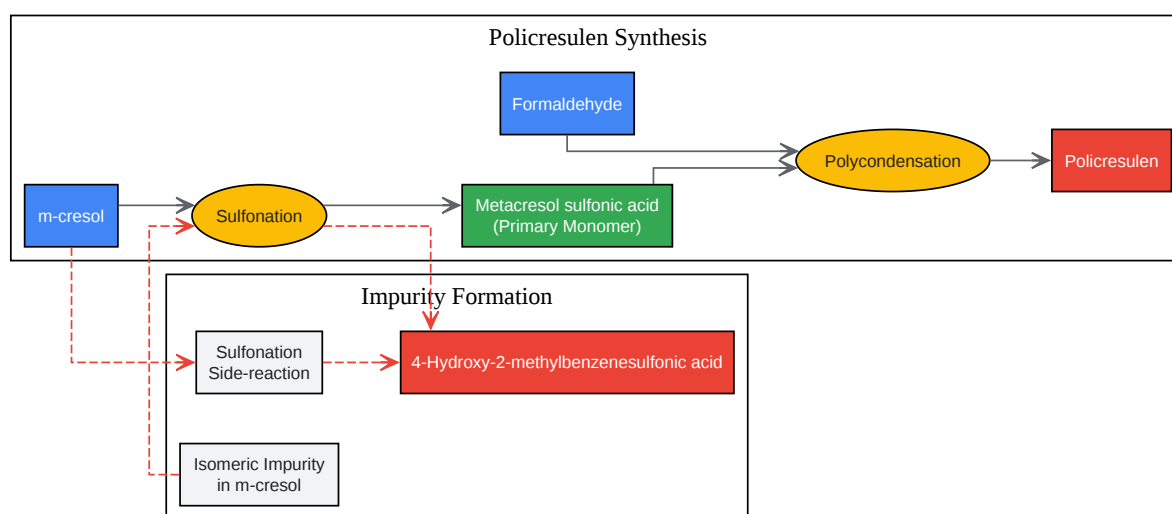 Policresulen Synthesis
Formaldehyde
Polycondensation
Policresulen
m-cresol
Sulfonation
Metacresol sulfonic acid
(Primary Monomer)
Impurity Formation
Sulfonation
Side-reaction
4-Hydroxy-2-methylbenzenesulfonic acid
Isomeric Impurity
in m-cresol